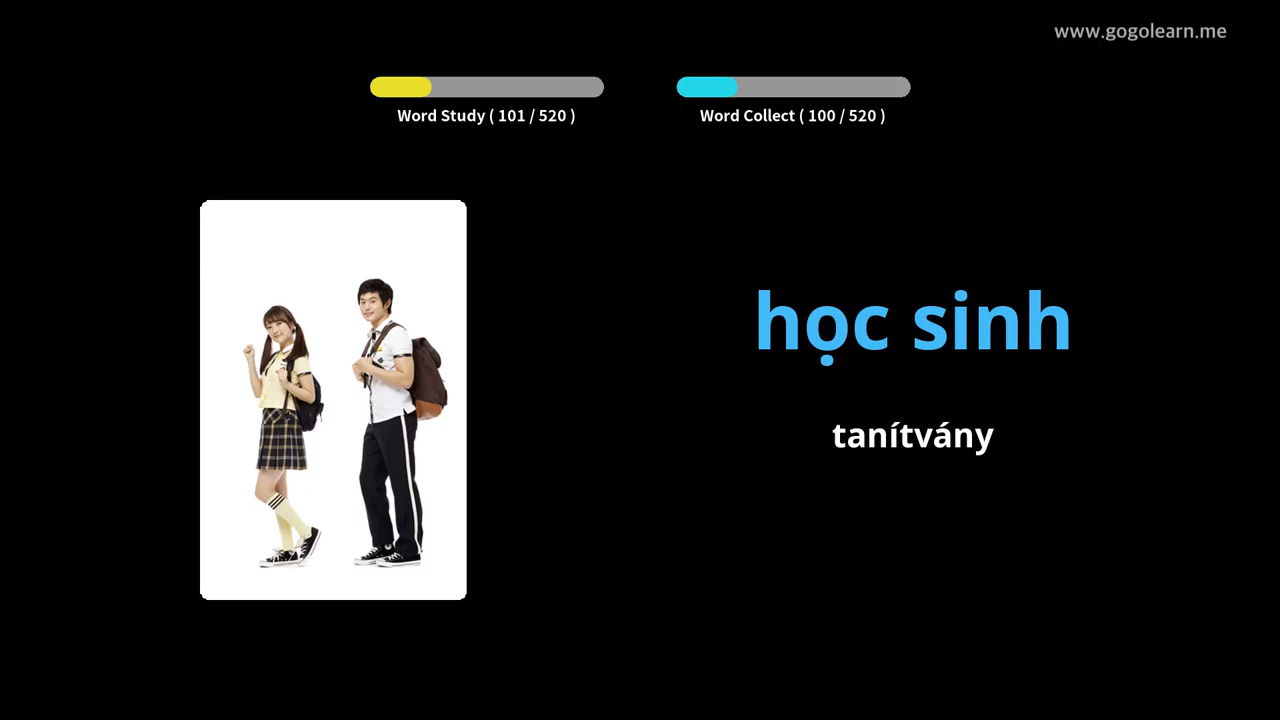 www.gogolearn.me
Word Study ( 101 / 520 )
Word Collect ( 100 / 520 )
học sinh
tanítvány